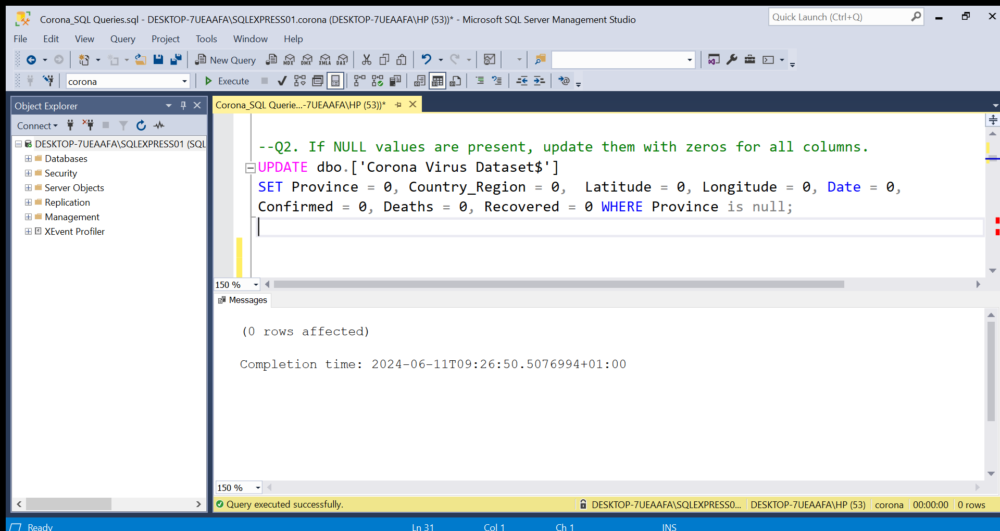 Corona_SQL Queries.sql - DESKTOP-7UEAAFA\SQLEXPRESS01.corona (DESKTOP-7UEAAFA\HP (53))* - Microsoft SQL Server Management Studio
Quick Launch (Ctrl+Q)
File Edit View Query Project Tools Window Help
New Query MDX DMX XMLA DAX
corona Execute
Object Explorer
Corona_SQL Querie...-7UEAAFA\HP (53))*
Connect
DESKTOP-7UEAAFA\SQLEXPRESS01 (SQL
Databases
Security
Server Objects
Replication
Management
XEvent Profiler
--Q2. If NULL values are present, update them with zeros for all columns.
UPDATE dbo.['Corona Virus Dataset$']
SET Province = 0, Country_Region = 0,  Latitude = 0, Longitude = 0, Date = 0,
Confirmed = 0, Deaths = 0, Recovered = 0 WHERE Province is null;
150 %
Messages
(0 rows affected)
Completion time: 2024-06-11T09:26:50.5076994+01:00
150 %
Query executed successfully.
DESKTOP-7UEAAFA\SQLEXPRESS0... DESKTOP-7UEAAFA\HP (53) corona 00:00:00 0 rows
Ready Ln 31 Col 1 Ch 1 INS